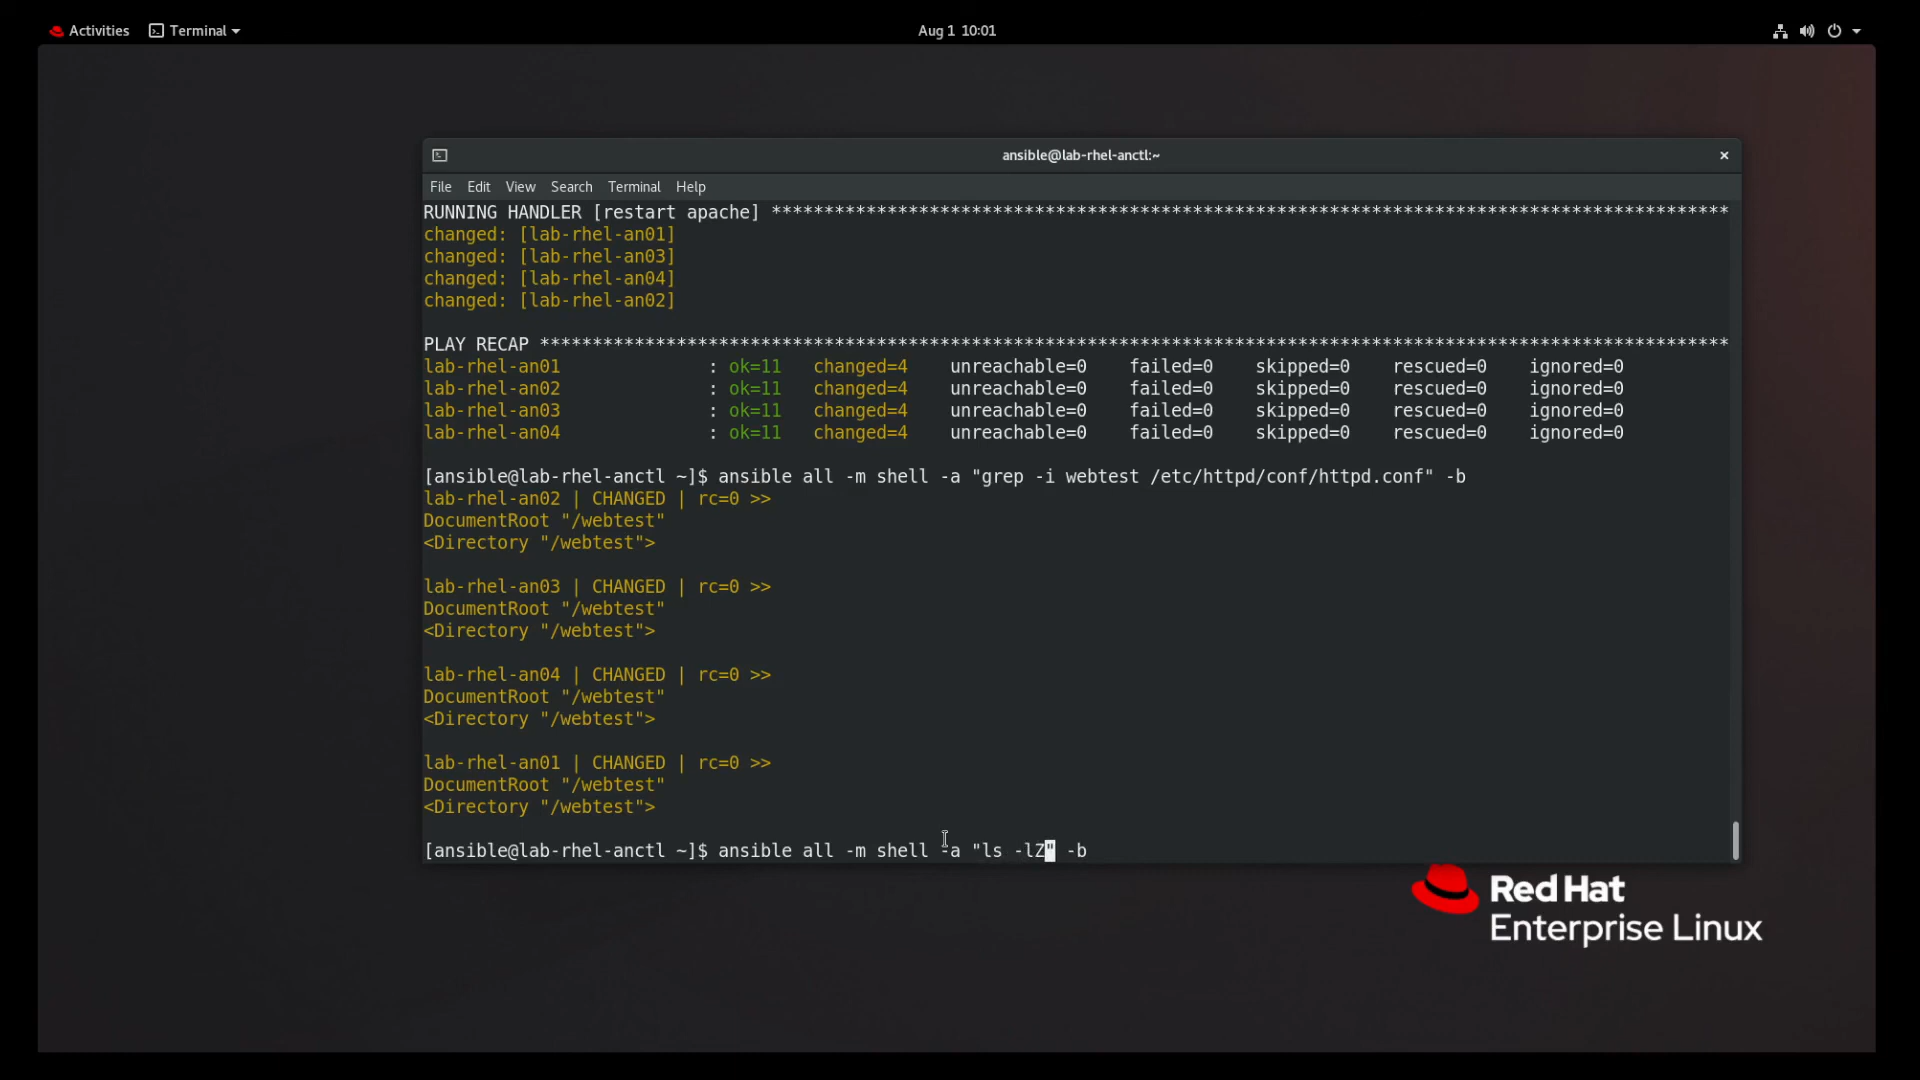 Activities Terminal Aug 1 10:01
ansible@lab-rhel-anctl:~ ×
File Edit View Search Terminal Help
RUNNING HANDLER [restart apache] *******************************************************************************************
changed: [lab-rhel-an01]
changed: [lab-rhel-an03]
changed: [lab-rhel-an04]
changed: [lab-rhel-an02]
PLAY RECAP *****************************************************************************************************************
lab-rhel-an01 : ok=11 changed=4 unreachable=0 failed=0 skipped=0 rescued=0 ignored=0
lab-rhel-an02 : ok=11 changed=4 unreachable=0 failed=0 skipped=0 rescued=0 ignored=0
lab-rhel-an03 : ok=11 changed=4 unreachable=0 failed=0 skipped=0 rescued=0 ignored=0
lab-rhel-an04 : ok=11 changed=4 unreachable=0 failed=0 skipped=0 rescued=0 ignored=0
[ansible@lab-rhel-anctl ~]$ ansible all -m shell -a "grep -i webtest /etc/httpd/conf/httpd.conf" -b
lab-rhel-an02 | CHANGED | rc=0 >>
DocumentRoot "/webtest"
<Directory "/webtest">
lab-rhel-an03 | CHANGED | rc=0 >>
DocumentRoot "/webtest"
<Directory "/webtest">
lab-rhel-an04 | CHANGED | rc=0 >>
DocumentRoot "/webtest"
<Directory "/webtest">
lab-rhel-an01 | CHANGED | rc=0 >>
DocumentRoot "/webtest"
<Directory "/webtest">
[ansible@lab-rhel-anctl ~]$ ansible all -m shell -a "ls -lZ" -b
Red Hat
Enterprise Linux